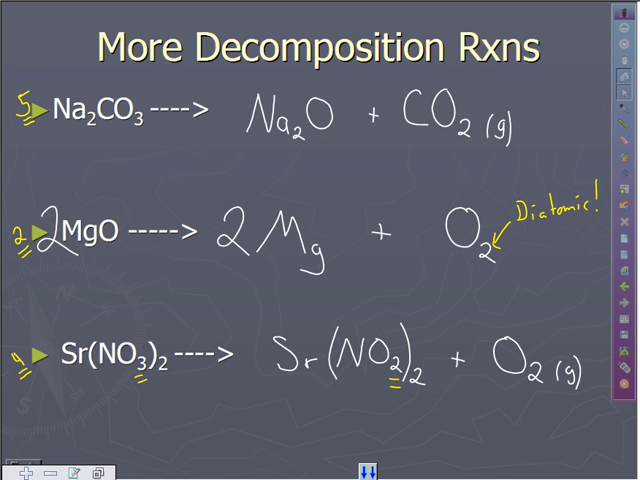 More Decomposition Rxns
5 ► Na₂CO₃ ----> Na₂O + CO₂ (g)
Diatomic!
2 ► 2MgO -----> 2Mg + O₂
4 ► Sr(NO₃)₂ ----> Sr(NO₂)₂ + O₂ (g)